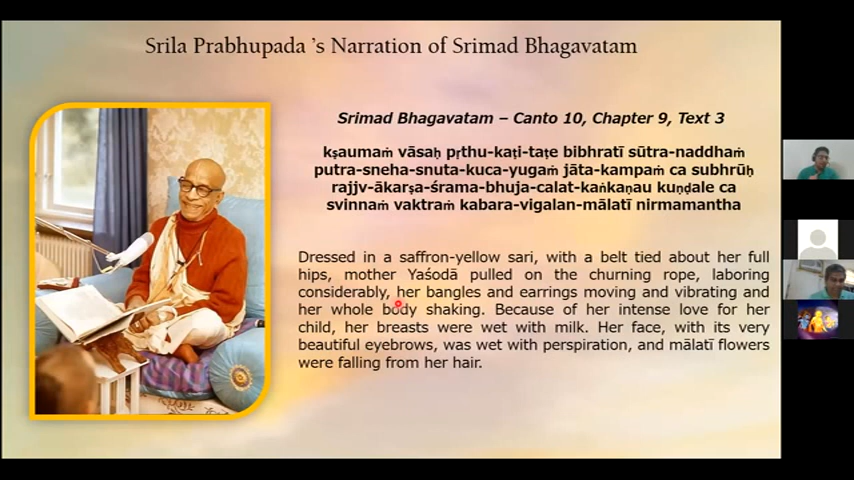 Srila Prabhupada 's Narration of Srimad Bhagavatam
Srimad Bhagavatam – Canto 10, Chapter 9, Text 3
kṣaumaṁ vāsaḥ pṛthu-kaṭi-taṭe bibhratī sūtra-naddhaṁ
putra-sneha-snuta-kuca-yugaṁ jāta-kampaṁ ca subhrūḥ
rajjv-ākarṣa-śrama-bhuja-calat-kaṅkaṇau kuṇḍale ca
svinnaṁ vaktraṁ kabara-vigalan-mālatī nirmamantha
Dressed in a saffron-yellow sari, with a belt tied about her full
hips, mother Yaśodā pulled on the churning rope, laboring
considerably, her bangles and earrings moving and vibrating and
her whole body shaking. Because of her intense love for her
child, her breasts were wet with milk. Her face, with its very
beautiful eyebrows, was wet with perspiration, and mālatī flowers
were falling from her hair.